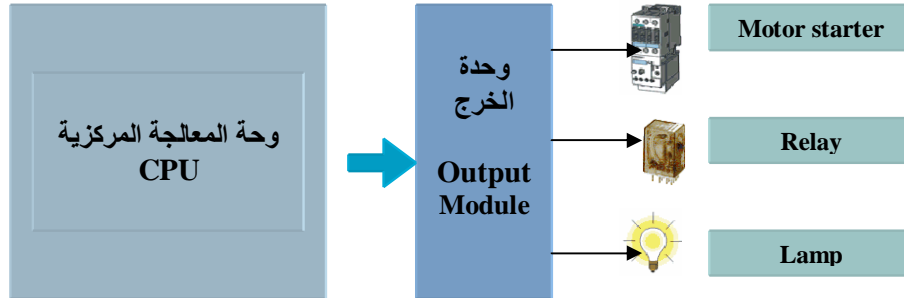 وحة المعالجة المركزية
CPU
وحدة
الخرج
Output
Module
Motor starter
Relay
Lamp